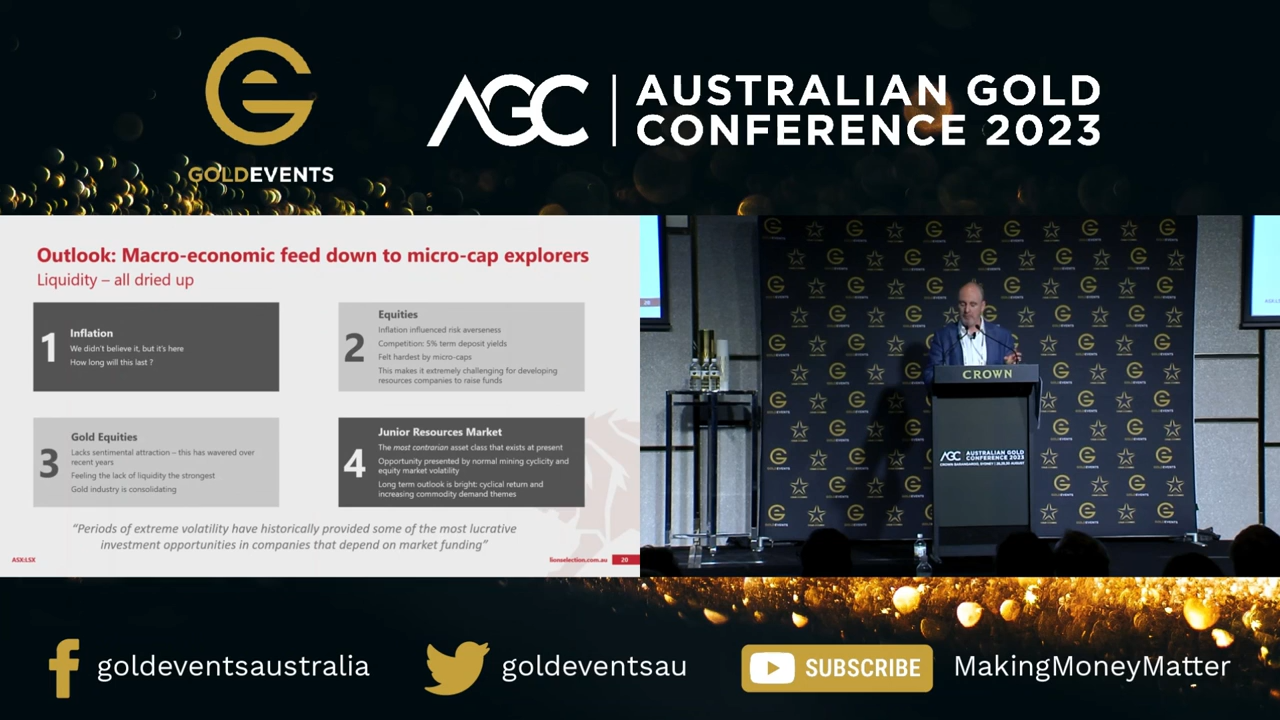 GOLDEVENTS
AGC
AUSTRALIAN GOLD
CONFERENCE 2023
Outlook: Macro-economic feed down to micro-cap explorers
Liquidity – all dried up
1
Inflation
We didn't believe it, but it's here
How long will this last ?
2
Equities
Inflation influenced risk averseness
Competition: 5% term deposit yields
Felt hardest by micro-caps
This makes it extremely challenging for developing
resources companies to raise funds
3
Gold Equities
Lacks sentimental attraction – this has wavered over
recent years
Feeling the lack of liquidity the strongest
Gold industry is consolidating
4
Junior Resources Market
The most contrarian asset class that exists at present
Opportunity presented by normal mining cyclicity and
equity market volatility
Long term outlook is bright: cyclical return and
increasing commodity demand themes
“Periods of extreme volatility have historically provided some of the most lucrative
investment opportunities in companies that depend on market funding”
ASX:LSX
lionselection.com.au
20
CROWN
AGC
AUSTRALIAN GOLD
CONFERENCE 2023
goldeventsaustralia
goldeventsau
SUBSCRIBE
MakingMoneyMatter